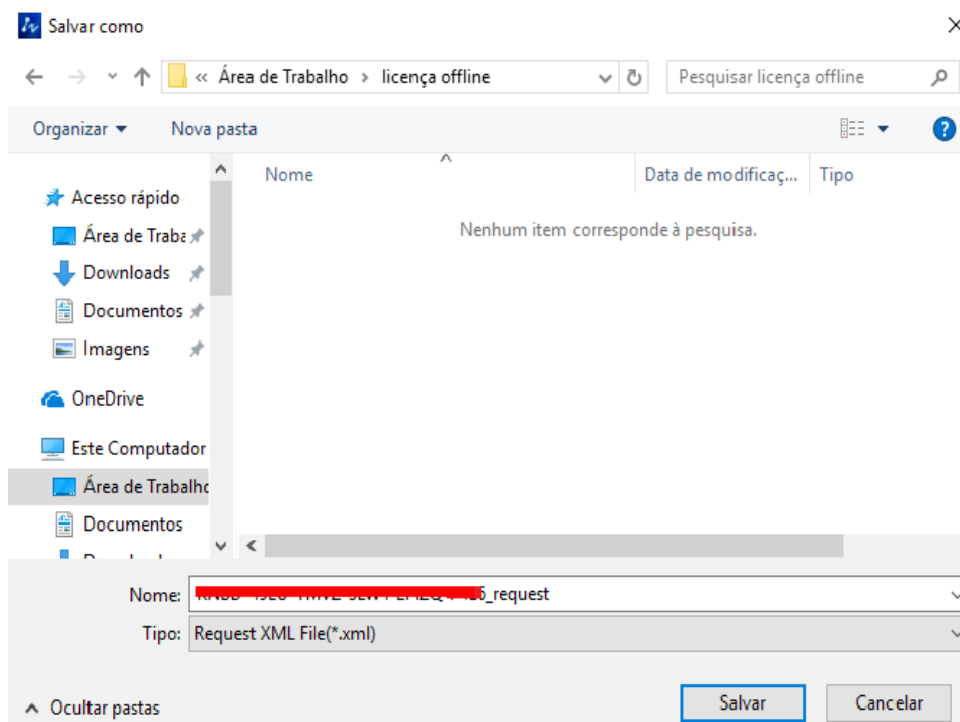 Salvar como
« Área de Trabalho › licença offline
Pesquisar licença offline
Organizar
Nova pasta
Nome
Data de modificaç...
Tipo
Nenhum item corresponde à pesquisa.
Acesso rápido
Área de Traba
Downloads
Documentos
Imagens
OneDrive
Este Computador
Área de Trabalho
Documentos
Nome:
_request
Tipo:
Request XML File(*.xml)
Ocultar pastas
Salvar
Cancelar